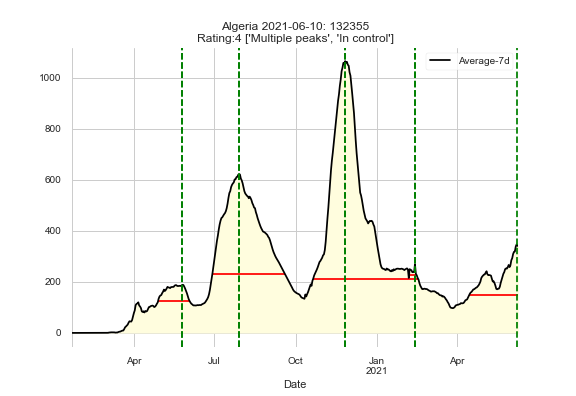 Algeria 2021-06-10: 132355
Rating:4 ['Multiple peaks', 'In control']
Average-7d
1000
800
600
400
200
0
Apr
Jul
Oct
Jan
2021
Apr
Date